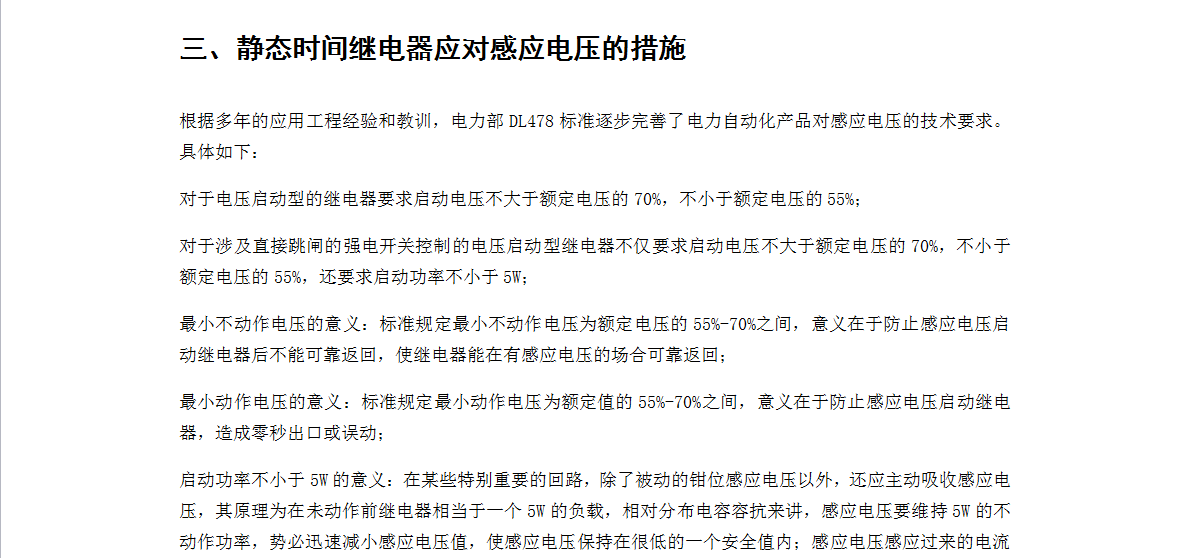 三、静态时间继电器应对感应电压的措施
根据多年的应用工程经验和教训，电力部 DL478 标准逐步完善了电力自动化产品对感应电压的技术要求。
具体如下：
对于电压启动型的继电器要求启动电压不大于额定电压的 70%，不小于额定电压的 55%；
对于涉及直接跳闸的强电开关控制的电压启动型继电器不仅要求启动电压不大于额定电压的 70%，不小于
额定电压的 55%，还要求启动功率不小于 5W；
最小不动作电压的意义：标准规定最小不动作电压为额定电压的 55%-70%之间，意义在于防止感应电压启
动继电器后不能可靠返回，使继电器能在有感应电压的场合可靠返回；
最小动作电压的意义：标准规定最小动作电压为额定值的 55%-70%之间，意义在于防止感应电压启动继电
器，造成零秒出口或误动；
启动功率不小于 5W 的意义：在某些特别重要的回路，除了被动的钳位感应电压以外，还应主动吸收感应电
压，其原理为在未动作前继电器相当于一个 5W 的负载，相对分布电容容抗来讲，感应电压要维持 5W 的不
动作功率，势必迅速减小感应电压值，使感应电压保持在很低的一个安全值内；感应电压感应过来的电流